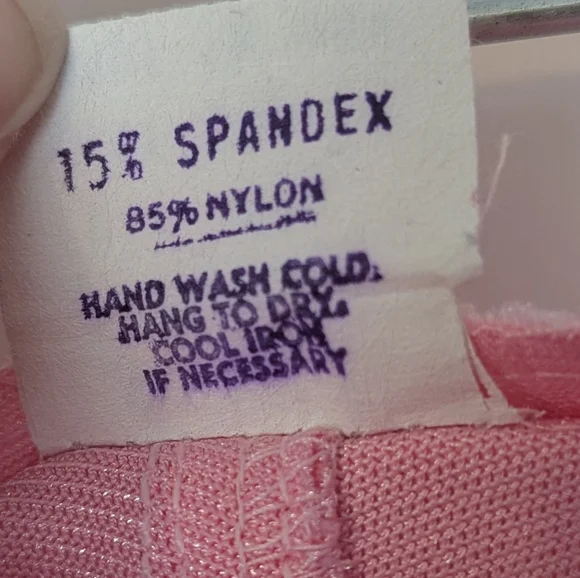 15% SPANDEX
85% NYLON
HAND WASH COLD.
HANG TO DRY.
COOL IRON
IF NECESSARY